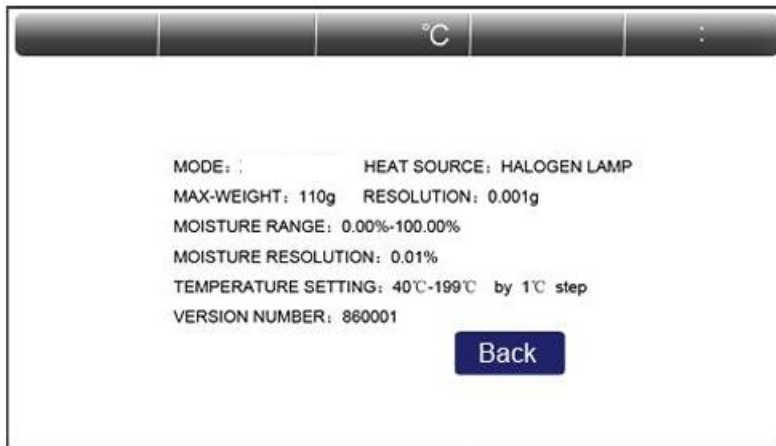 ℃ :
MODE: HEAT SOURCE: HALOGEN LAMP
MAX-WEIGHT: 110g RESOLUTION: 0.001g
MOISTURE RANGE: 0.00%-100.00%
MOISTURE RESOLUTION: 0.01%
TEMPERATURE SETTING: 40℃-199℃ by 1℃ step
VERSION NUMBER: 860001
Back